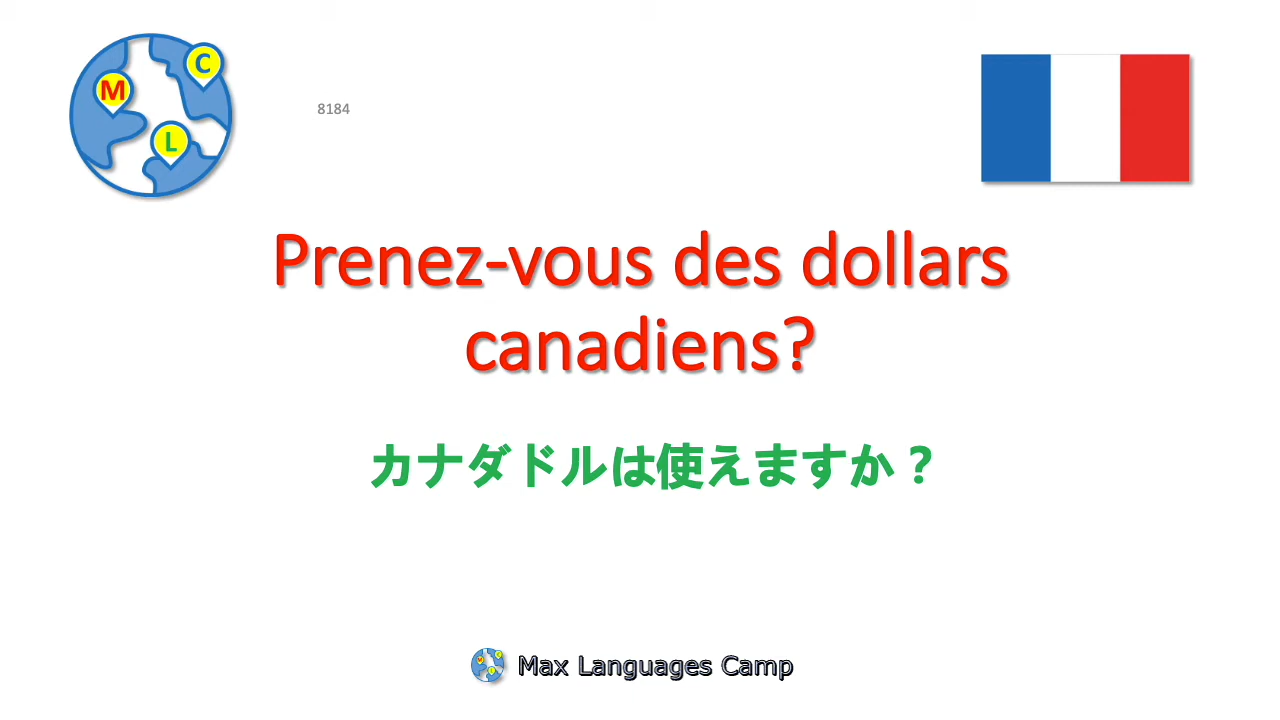 C
M
L
8184
Prenez-vous des dollars
canadiens?
カナダドルは使えますか？
Max Languages Camp